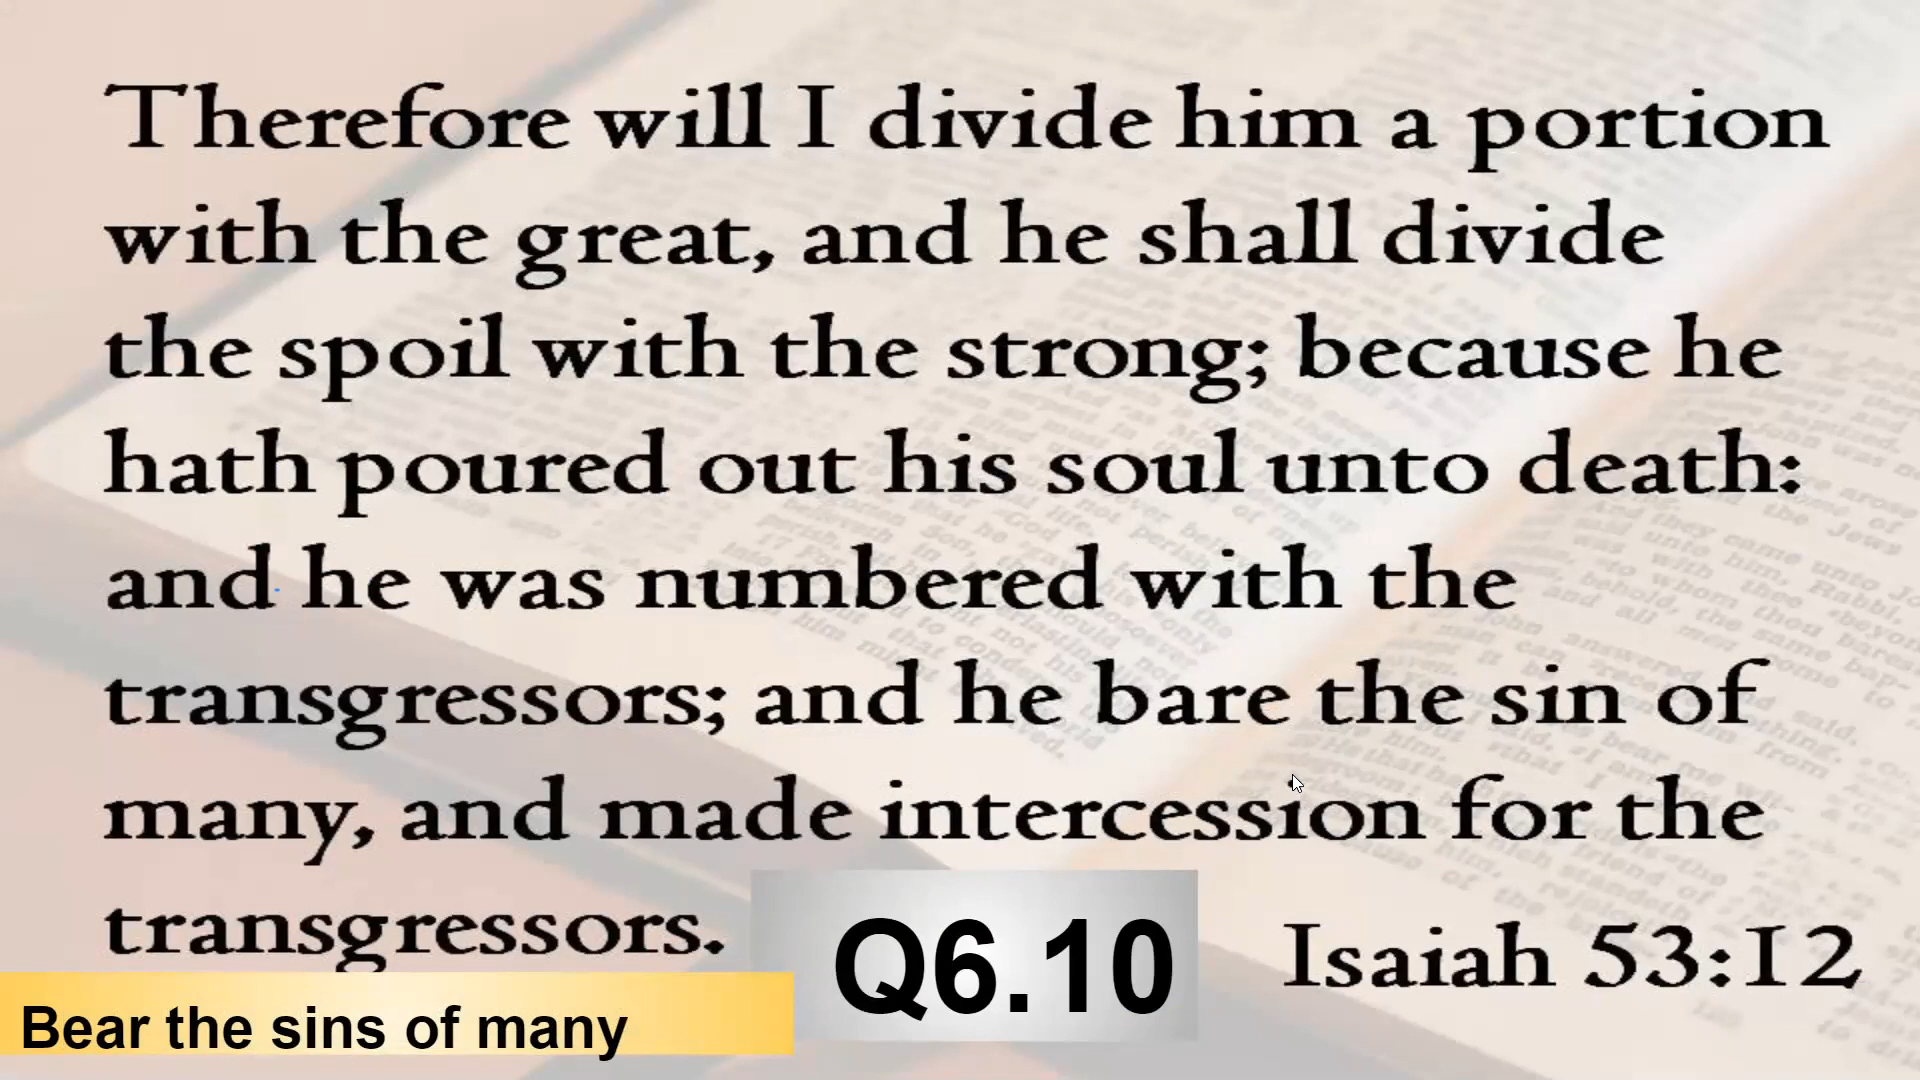 Therefore will I divide him a portion
with the great, and he shall divide
the spoil with the strong; because he
hath poured out his soul unto death:
and he was numbered with the
transgressors; and he bare the sin of
many, and made intercession for the
transgressors.
Q6.10
Isaiah 53:12
Bear the sins of many